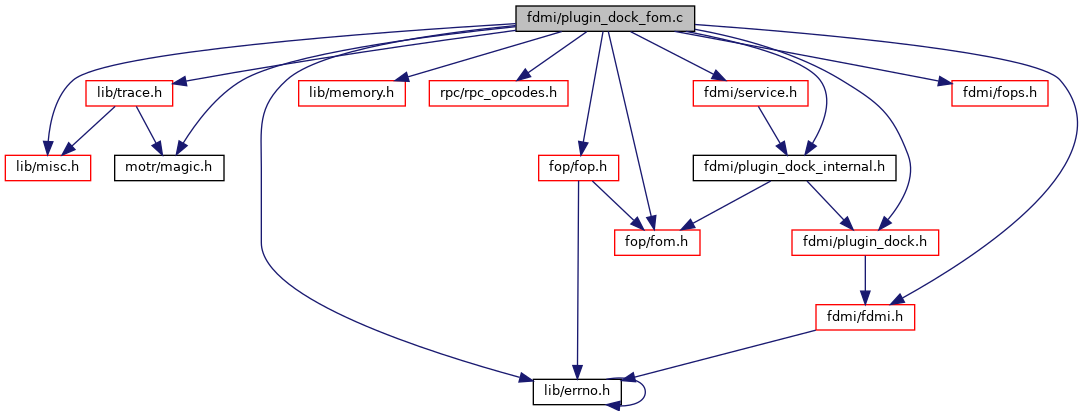 fdmi/plugin_dock_fom.c
lib/trace.h
lib/memory.h
rpc/rpc_opcodes.h
fdmi/service.h
fdmi/fops.h
lib/misc.h
motr/magic.h
fop/fop.h
fdmi/plugin_dock_internal.h
fop/fom.h
fdmi/plugin_dock.h
fdmi/fdmi.h
lib/errno.h